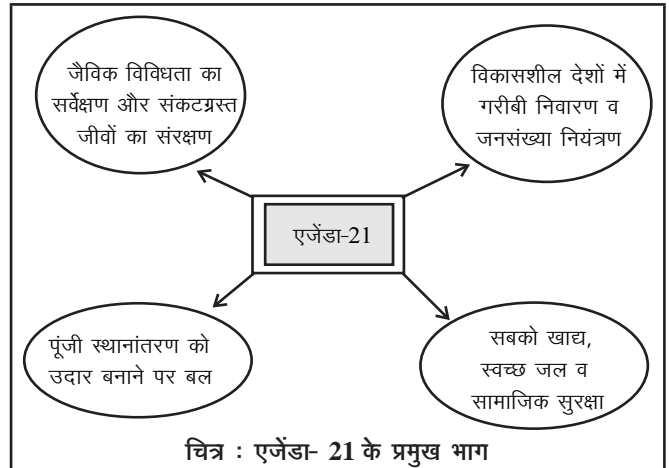 जैविक विविधता का
सर्वेक्षण और संकटग्रस्त
जीवों का संरक्षण
विकासशील देशों में
गरीबी निवारण व
जनसंख्या नियंत्रण
एजेंडा-21
पूंजी स्थानांतरण को
उदार बनाने पर बल
सबको खाद्य,
स्वच्छ जल व
सामाजिक सुरक्षा
चित्र : एजेंडा- 21 के प्रमुख भाग